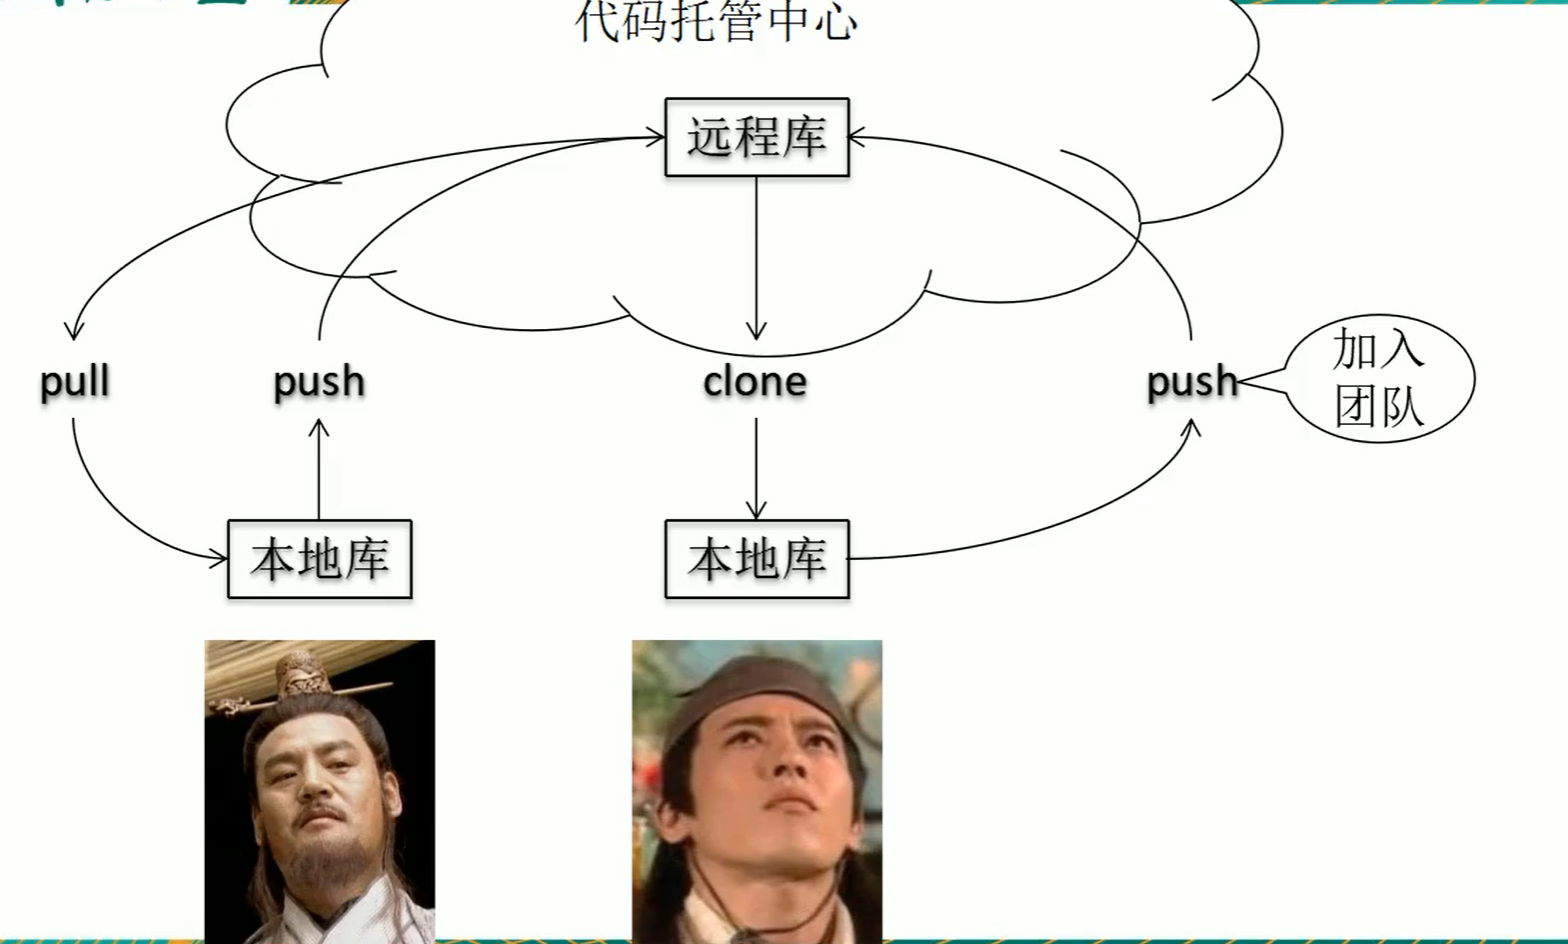 代码托管中心
远程库
pull
push
clone
push
加入
团队
本地库
本地库